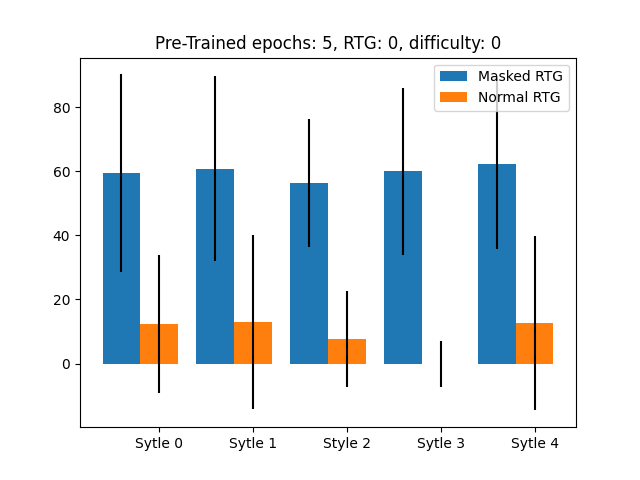 Pre-Trained epochs: 5, RTG: 0, difficulty: 0
Masked RTG
Normal RTG
80
60
40
20
0
Sytle 0 Sytle 1 Style 2 Sytle 3 Sytle 4